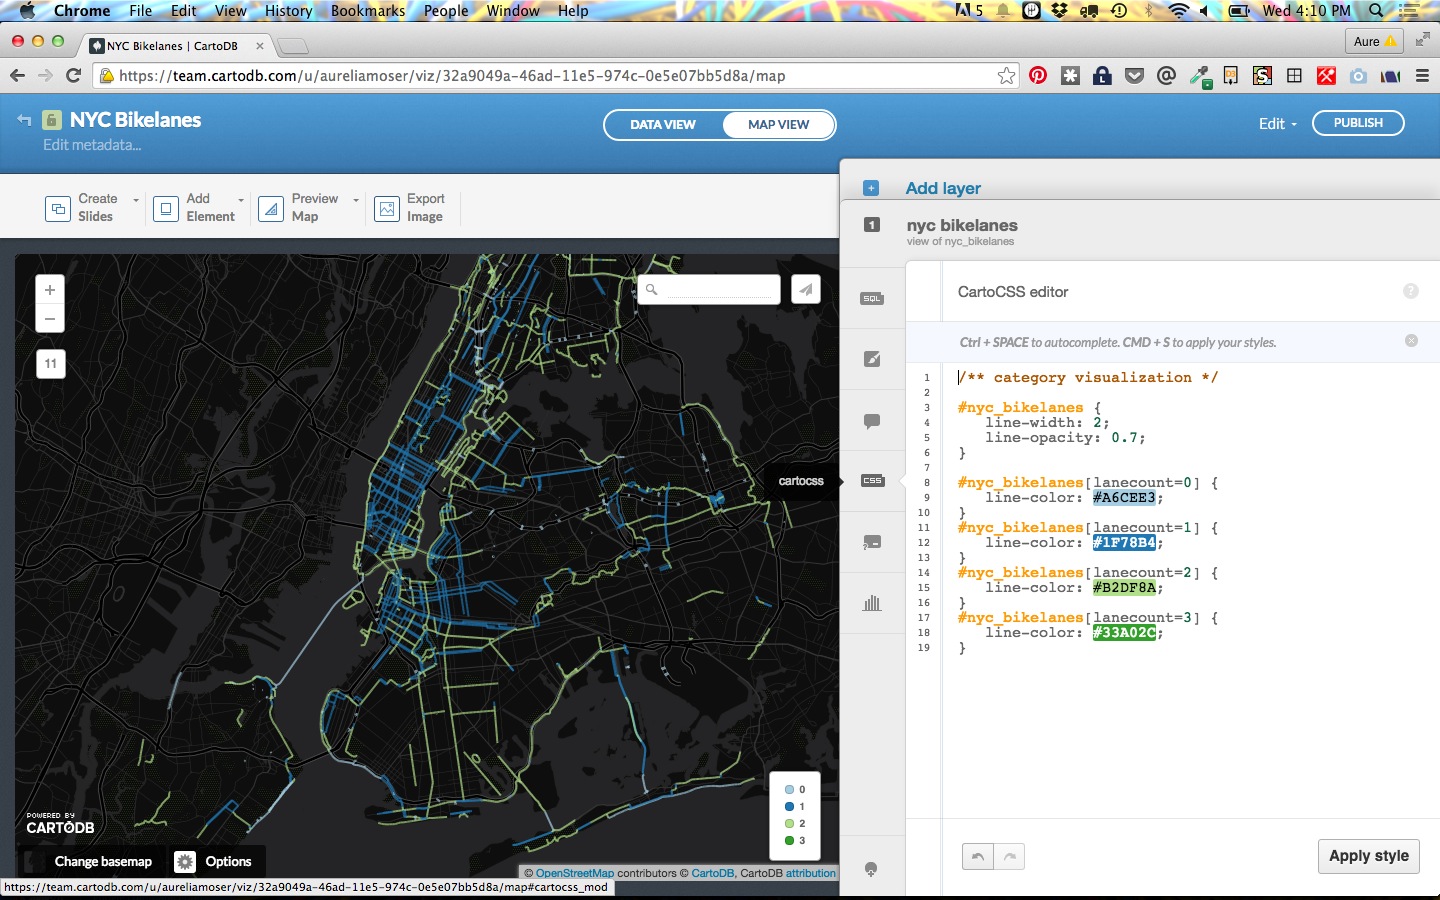 Chrome File Edit View History Bookmarks People Window Help
5
Wed 4:10 PM
NYC Bikelanes | CartoDB
Aure
https://team.cartodb.com/u/aureliamoser/viz/32a9049a-46ad-11e5-974c-0e5e07bb5d8a/map
NYC Bikelanes
Edit metadata...
DATA VIEW
MAP VIEW
Edit
PUBLISH
Create
Slides
Add
Element
Preview
Map
Export
Image
+
−
11
cartocss
0
1
2
3
POWERED BY
CARTODB
Change basemap
Options
© OpenStreetMap contributors © CartoDB, CartoDB attribution
https://team.cartodb.com/u/aureliamoser/viz/32a9049a-46ad-11e5-974c-0e5e07bb5d8a/map#cartocss_mod
+
Add layer
1
nyc bikelanes
view of nyc_bikelanes
SQL
CSS
CartoCSS editor
?
Ctrl + SPACE to autocomplete. CMD + S to apply your styles.
1 /** category visualization */
2
3 #nyc_bikelanes {
4 line-width: 2;
5 line-opacity: 0.7;
6 }
7
8 #nyc_bikelanes[lanecount=0] {
9 line-color: #A6CEE3;
10 }
11 #nyc_bikelanes[lanecount=1] {
12 line-color: #1F78B4;
13 }
14 #nyc_bikelanes[lanecount=2] {
15 line-color: #B2DF8A;
16 }
17 #nyc_bikelanes[lanecount=3] {
18 line-color: #33A02C;
19 }
Apply style